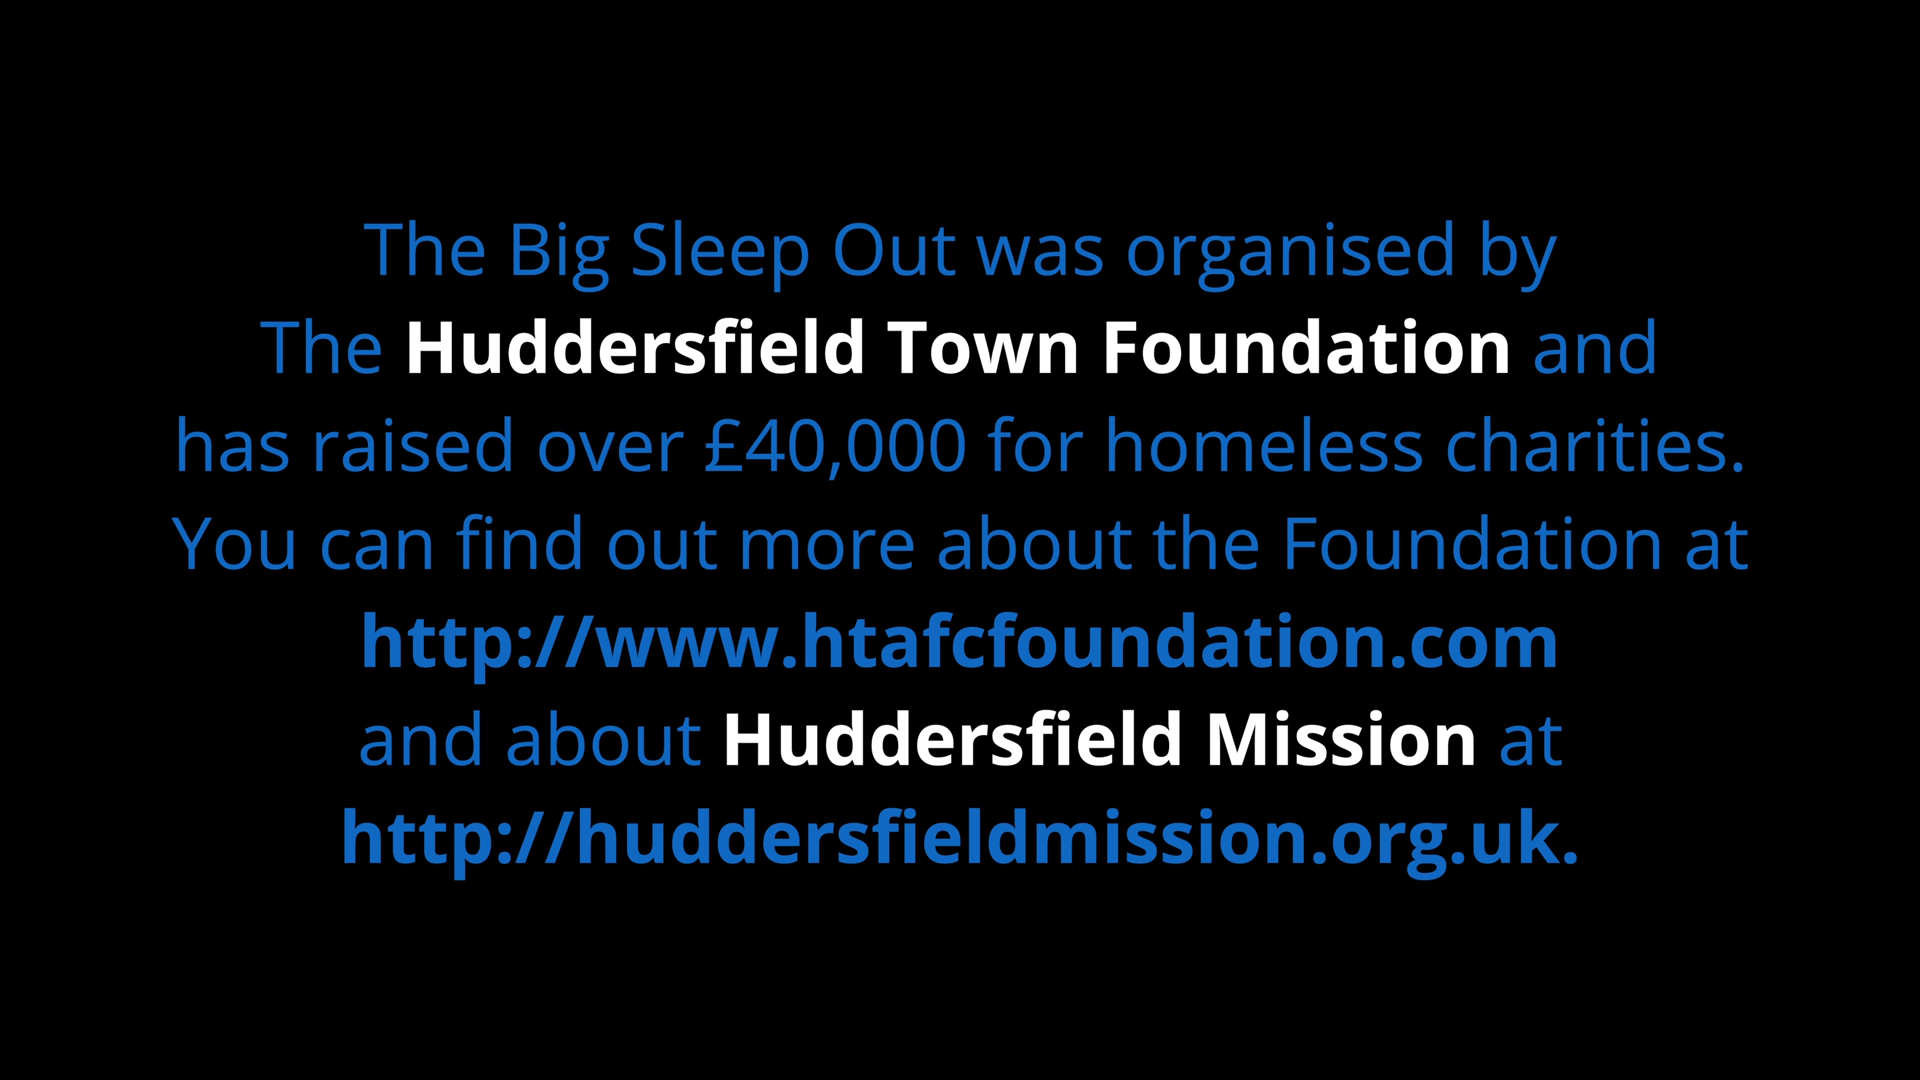 The Big Sleep Out was organised by
The Huddersfield Town Foundation and
has raised over £40,000 for homeless charities.
You can find out more about the Foundation at
http://www.htafcfoundation.com
and about Huddersfield Mission at
http://huddersfieldmission.org.uk.